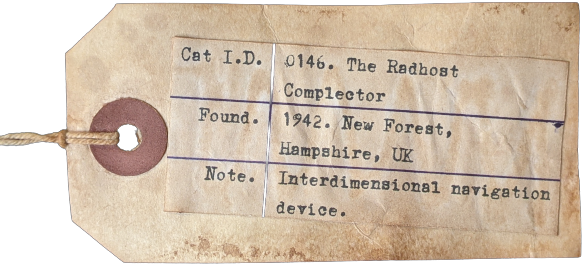 Cat I.D. 0146. The Radhost
Complector
Found. 1942. New Forest,
Hampshire, UK
Note. Interdimensional navigation
device.